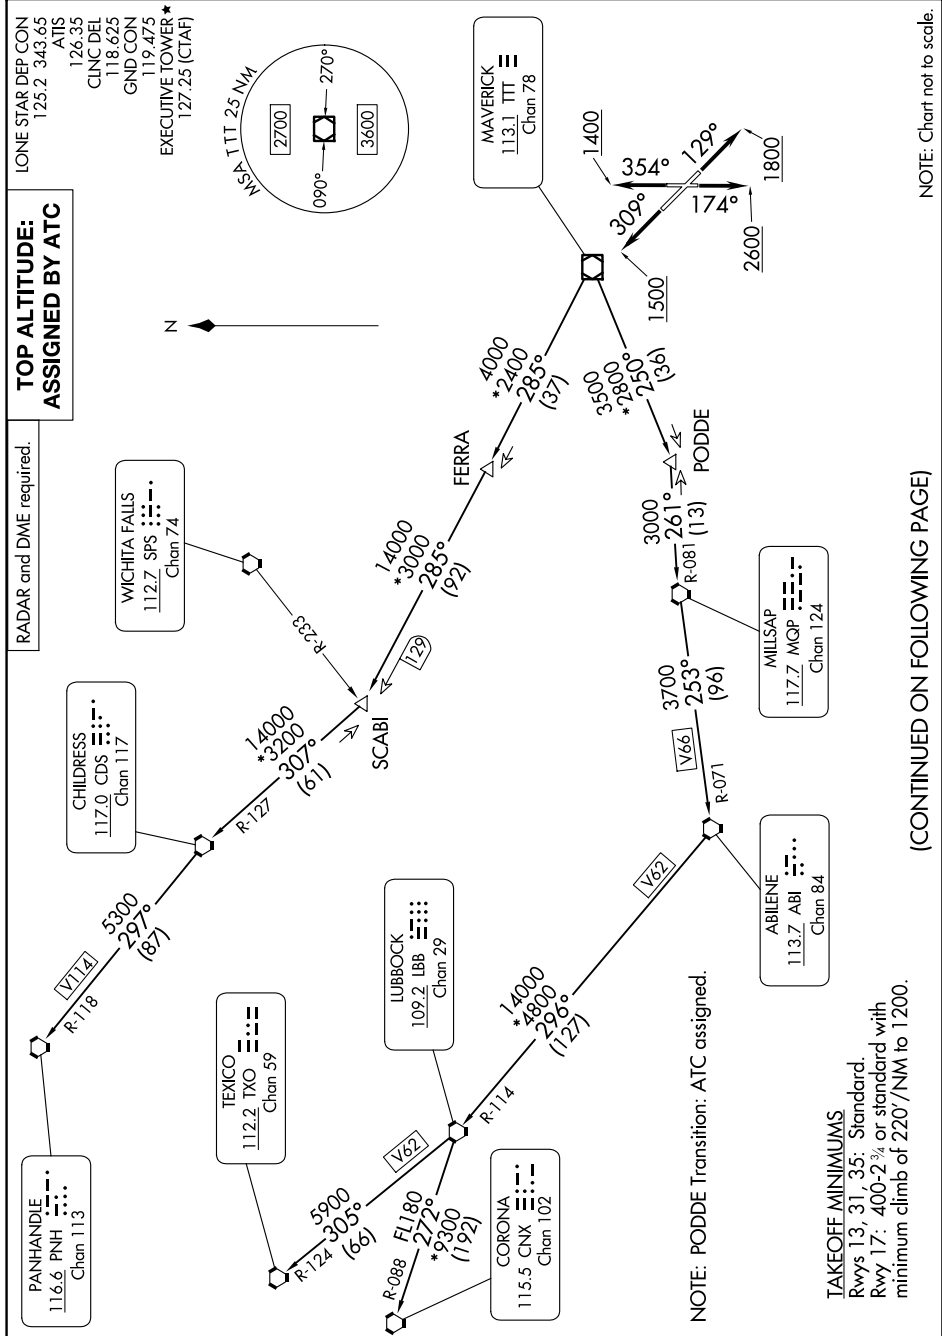 LONE STAR DEP CON
125.2 343.65
ATIS
126.35
CLNC DEL
118.625
GND CON
119.475
EXECUTIVE TOWER★
127.25 (CTAF)
TOP ALTITUDE:
ASSIGNED BY ATC
RADAR and DME required.
MSA TTT 25 NM
2700
090°
270°
3600
N
MAVERICK
113.1 TTT
Chan 78
1400
354°
309°
129°
174°
1800
1500
2600
4000
*2400
285°
(37)
3500
*2800
250°
(36)
FERRA
PODDE
WICHITA FALLS
112.7 SPS
Chan 74
R-233
14000
*3000
285°
(92)
129
SCABI
3000
261°
(13)
R-081
MILLSAP
117.7 MQP
Chan 124
3700
253°
(96)
V66
R-071
CHILDRESS
117.0 CDS
Chan 117
14000
*3200
307°
(61)
R-127
5300
297°
(87)
V114
R-118
PANHANDLE
116.6 PNH
Chan 113
ABILENE
113.7 ABI
Chan 84
V62
14000
*4800
296°
(127)
R-114
LUBBOCK
109.2 LBB
Chan 29
TEXICO
112.2 TXO
Chan 59
V62
5900
305°
(66)
R-124
FL180
272°
*9300
(192)
R-088
CORONA
115.5 CNX
Chan 102
NOTE: PODDE Transition: ATC assigned.
TAKEOFF MINIMUMS
Rwys 13, 31, 35: Standard.
Rwy 17: 400-2 ¾ or standard with
minimum climb of 220'/NM to 1200.
(CONTINUED ON FOLLOWING PAGE)
NOTE: Chart not to scale.